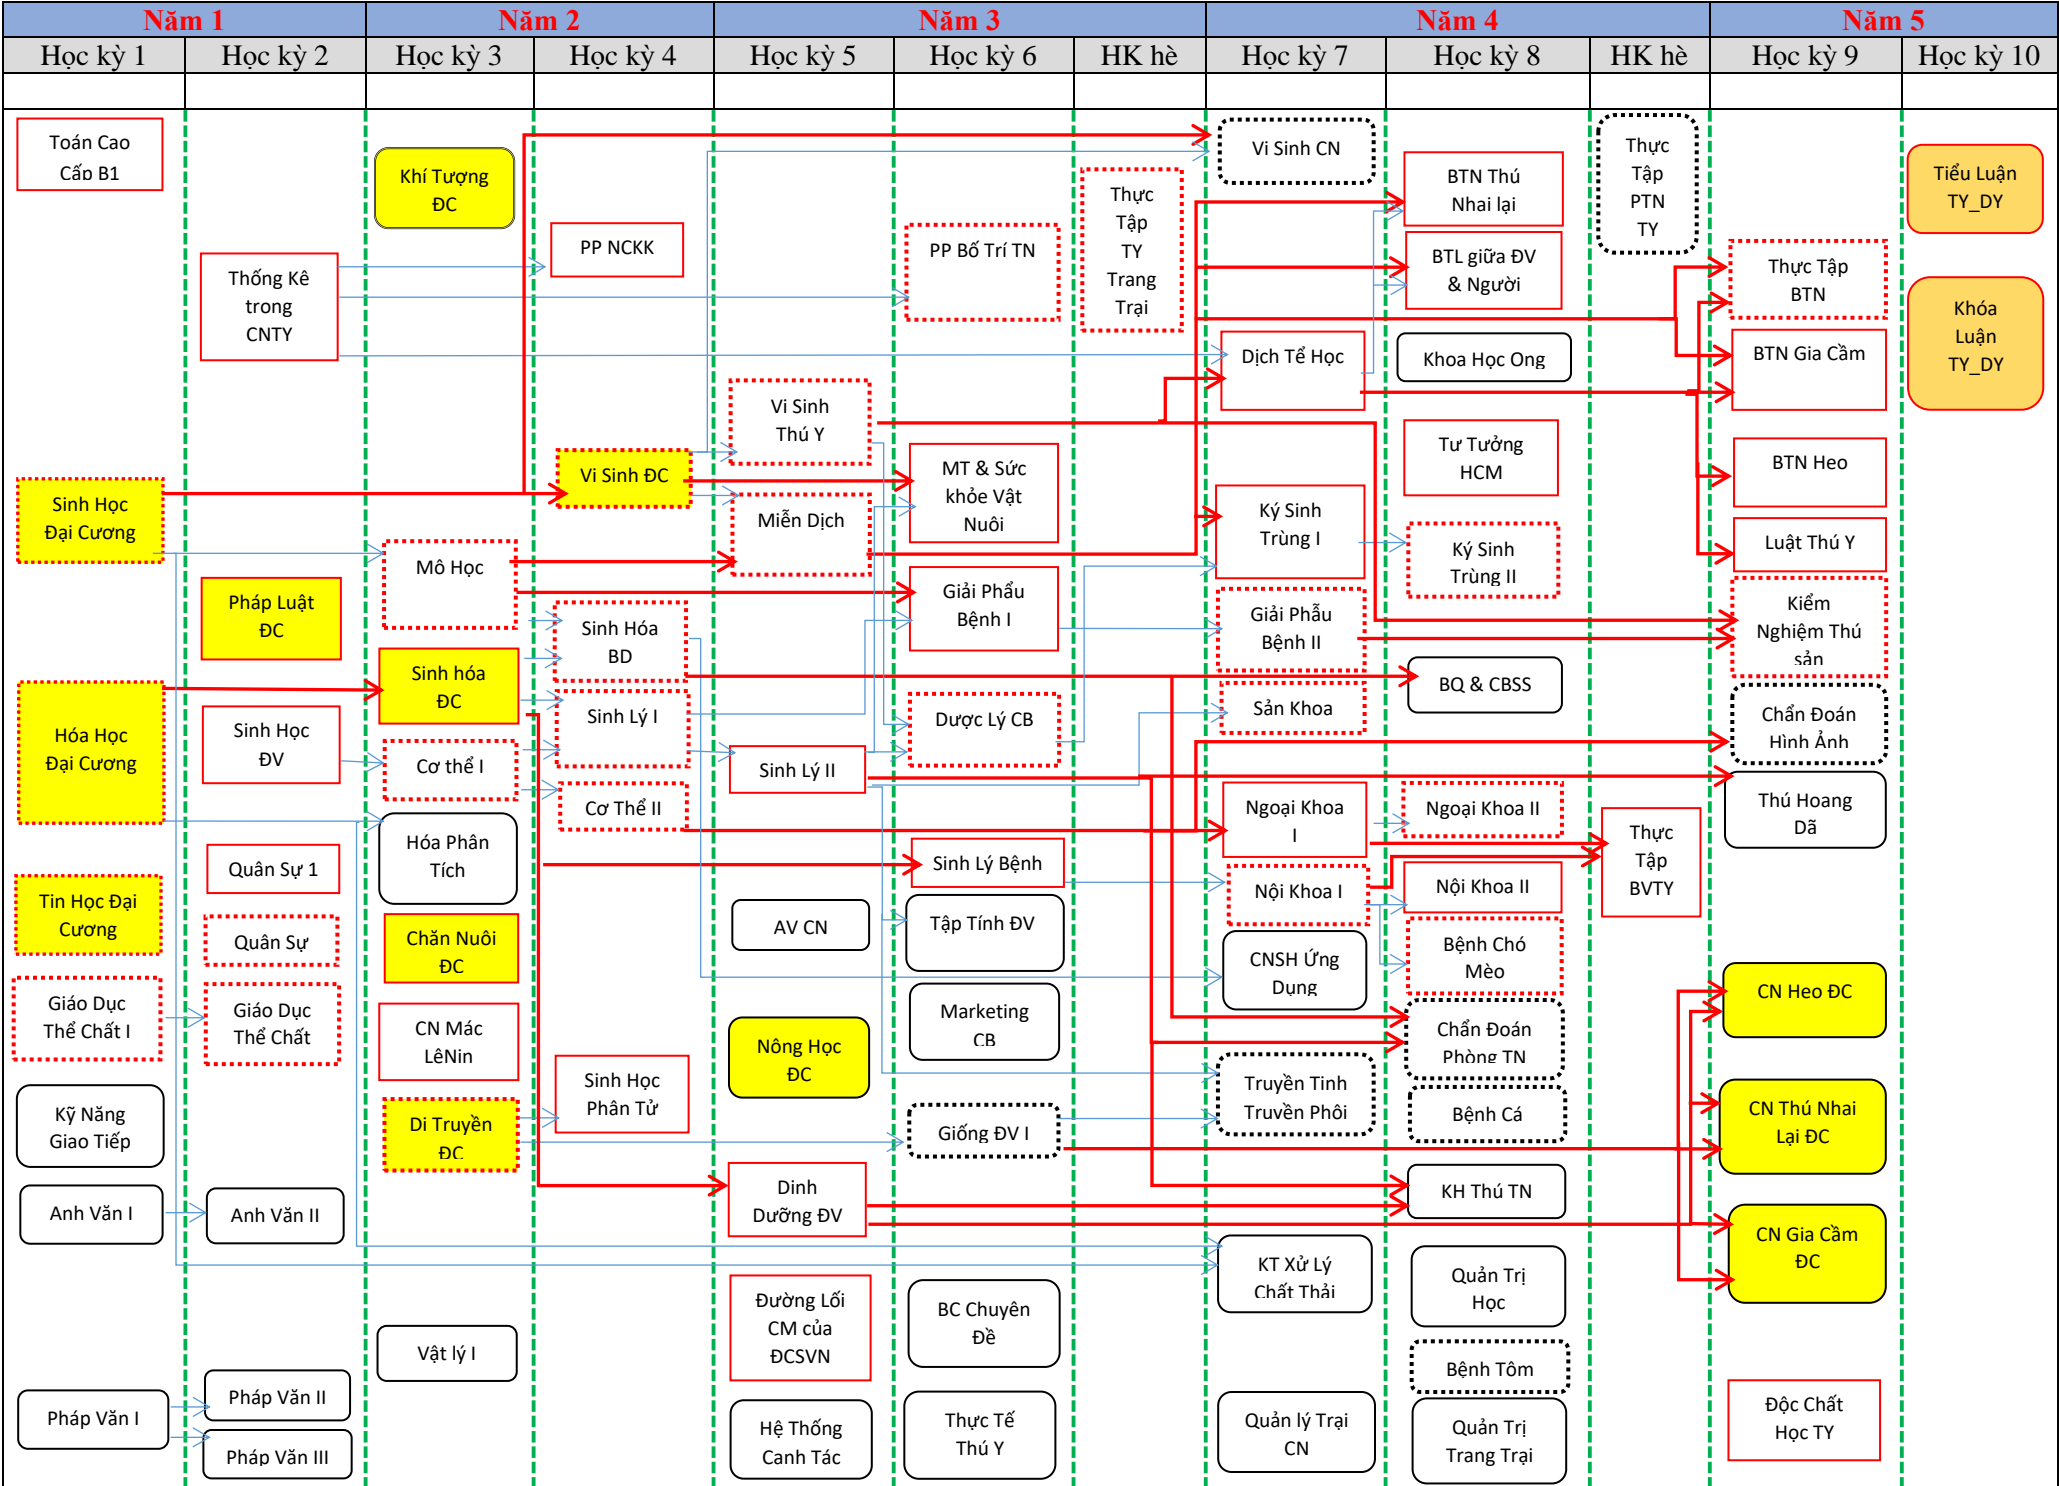 Năm 1
Năm 2
Năm 3
Năm 4
Năm 5
Học kỳ 1
Học kỳ 2
Học kỳ 3
Học kỳ 4
Học kỳ 5
Học kỳ 6
HK hè
Học kỳ 7
Học kỳ 8
HK hè
Học kỳ 9
Học kỳ 10
Toán Cao
Cấp B1
Sinh Học
Đại Cương
Hóa Học
Đại Cương
Tin Học Đại
Cương
Giáo Dục
Thể Chất I
Kỹ Năng
Giao Tiếp
Anh Văn I
Pháp Văn I
Thống Kê
trong
CNTY
Pháp Luật
ĐC
Sinh Học
ĐV
Quân Sự 1
Quân Sự
Giáo Dục
Thể Chất
Anh Văn II
Pháp Văn II
Pháp Văn III
Khí Tượng
ĐC
Mô Học
Sinh hóa
ĐC
Cơ thể I
Hóa Phân
Tích
Chăn Nuôi
ĐC
CN Mác
LêNin
Di Truyền
ĐC
Vật lý I
PP NCKK
Vi Sinh ĐC
Sinh Hóa
BD
Sinh Lý I
Cơ Thể II
Sinh Học
Phân Tử
Vi Sinh
Thú Y
Miễn Dịch
Sinh Lý II
AV CN
Nông Học
ĐC
Dinh
Dưỡng ĐV
Đường Lối
CM của
ĐCSVN
Hệ Thống
Canh Tác
PP Bố Trí TN
MT & Sức
khỏe Vật
Nuôi
Giải Phẩu
Bệnh I
Dược Lý CB
Sinh Lý Bệnh
Tập Tính ĐV
Marketing
CB
Giống ĐV I
BC Chuyên
Đề
Thực Tế
Thú Y
Thực
Tập
TY
Trang
Trại
Vi Sinh CN
Dịch Tể Học
Ký Sinh
Trùng I
Giải Phẫu
Bệnh II
Sản Khoa
Ngoại Khoa
I
Nội Khoa I
CNSH Ứng
Dụng
Truyền Tinh
Truyền Phôi
KT Xử Lý
Chất Thải
Quản lý Trại
CN
BTN Thú
Nhai lại
BTL giữa ĐV
& Người
Khoa Học Ong
Tư Tưởng
HCM
Ký Sinh
Trùng II
BQ & CBSS
Ngoại Khoa II
Nội Khoa II
Bệnh Chó
Mèo
Chẩn Đoán
Phòng TN
Bệnh Cá
KH Thú TN
Quản Trị
Học
Bệnh Tôm
Quản Trị
Trang Trại
Thực
Tập
PTN
TY
Thực
Tập
BVTY
Thực Tập
BTN
BTN Gia Cầm
BTN Heo
Luật Thú Y
Kiểm
Nghiệm Thú
sản
Chẩn Đoán
Hình Ảnh
Thú Hoang
Dã
CN Heo ĐC
CN Thú Nhai
Lại ĐC
CN Gia Cầm
ĐC
Độc Chất
Học TY
Tiểu Luận
TY_DY
Khóa
Luận
TY_DY